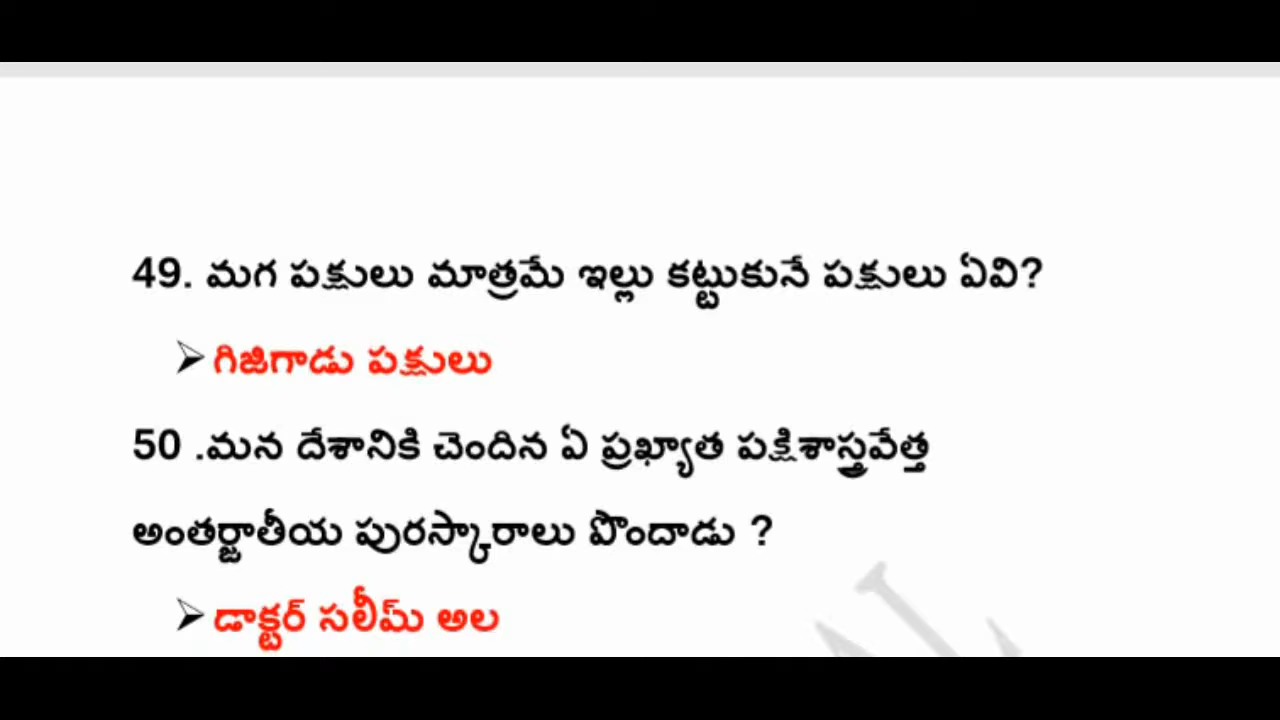 49. మగ పక్షులు మాత్రమే ఇల్లు కట్టుకునే పక్షులు ఏవి?
➢ గిజిగాడు పక్షులు
50 .మన దేశానికి చెందిన ఏ ప్రఖ్యాత పక్షిశాస్త్రవేత్త
అంతర్జాతీయ పురస్కారాలు పొందాడు ?
➢ డాక్టర్ సలీమ్ అల